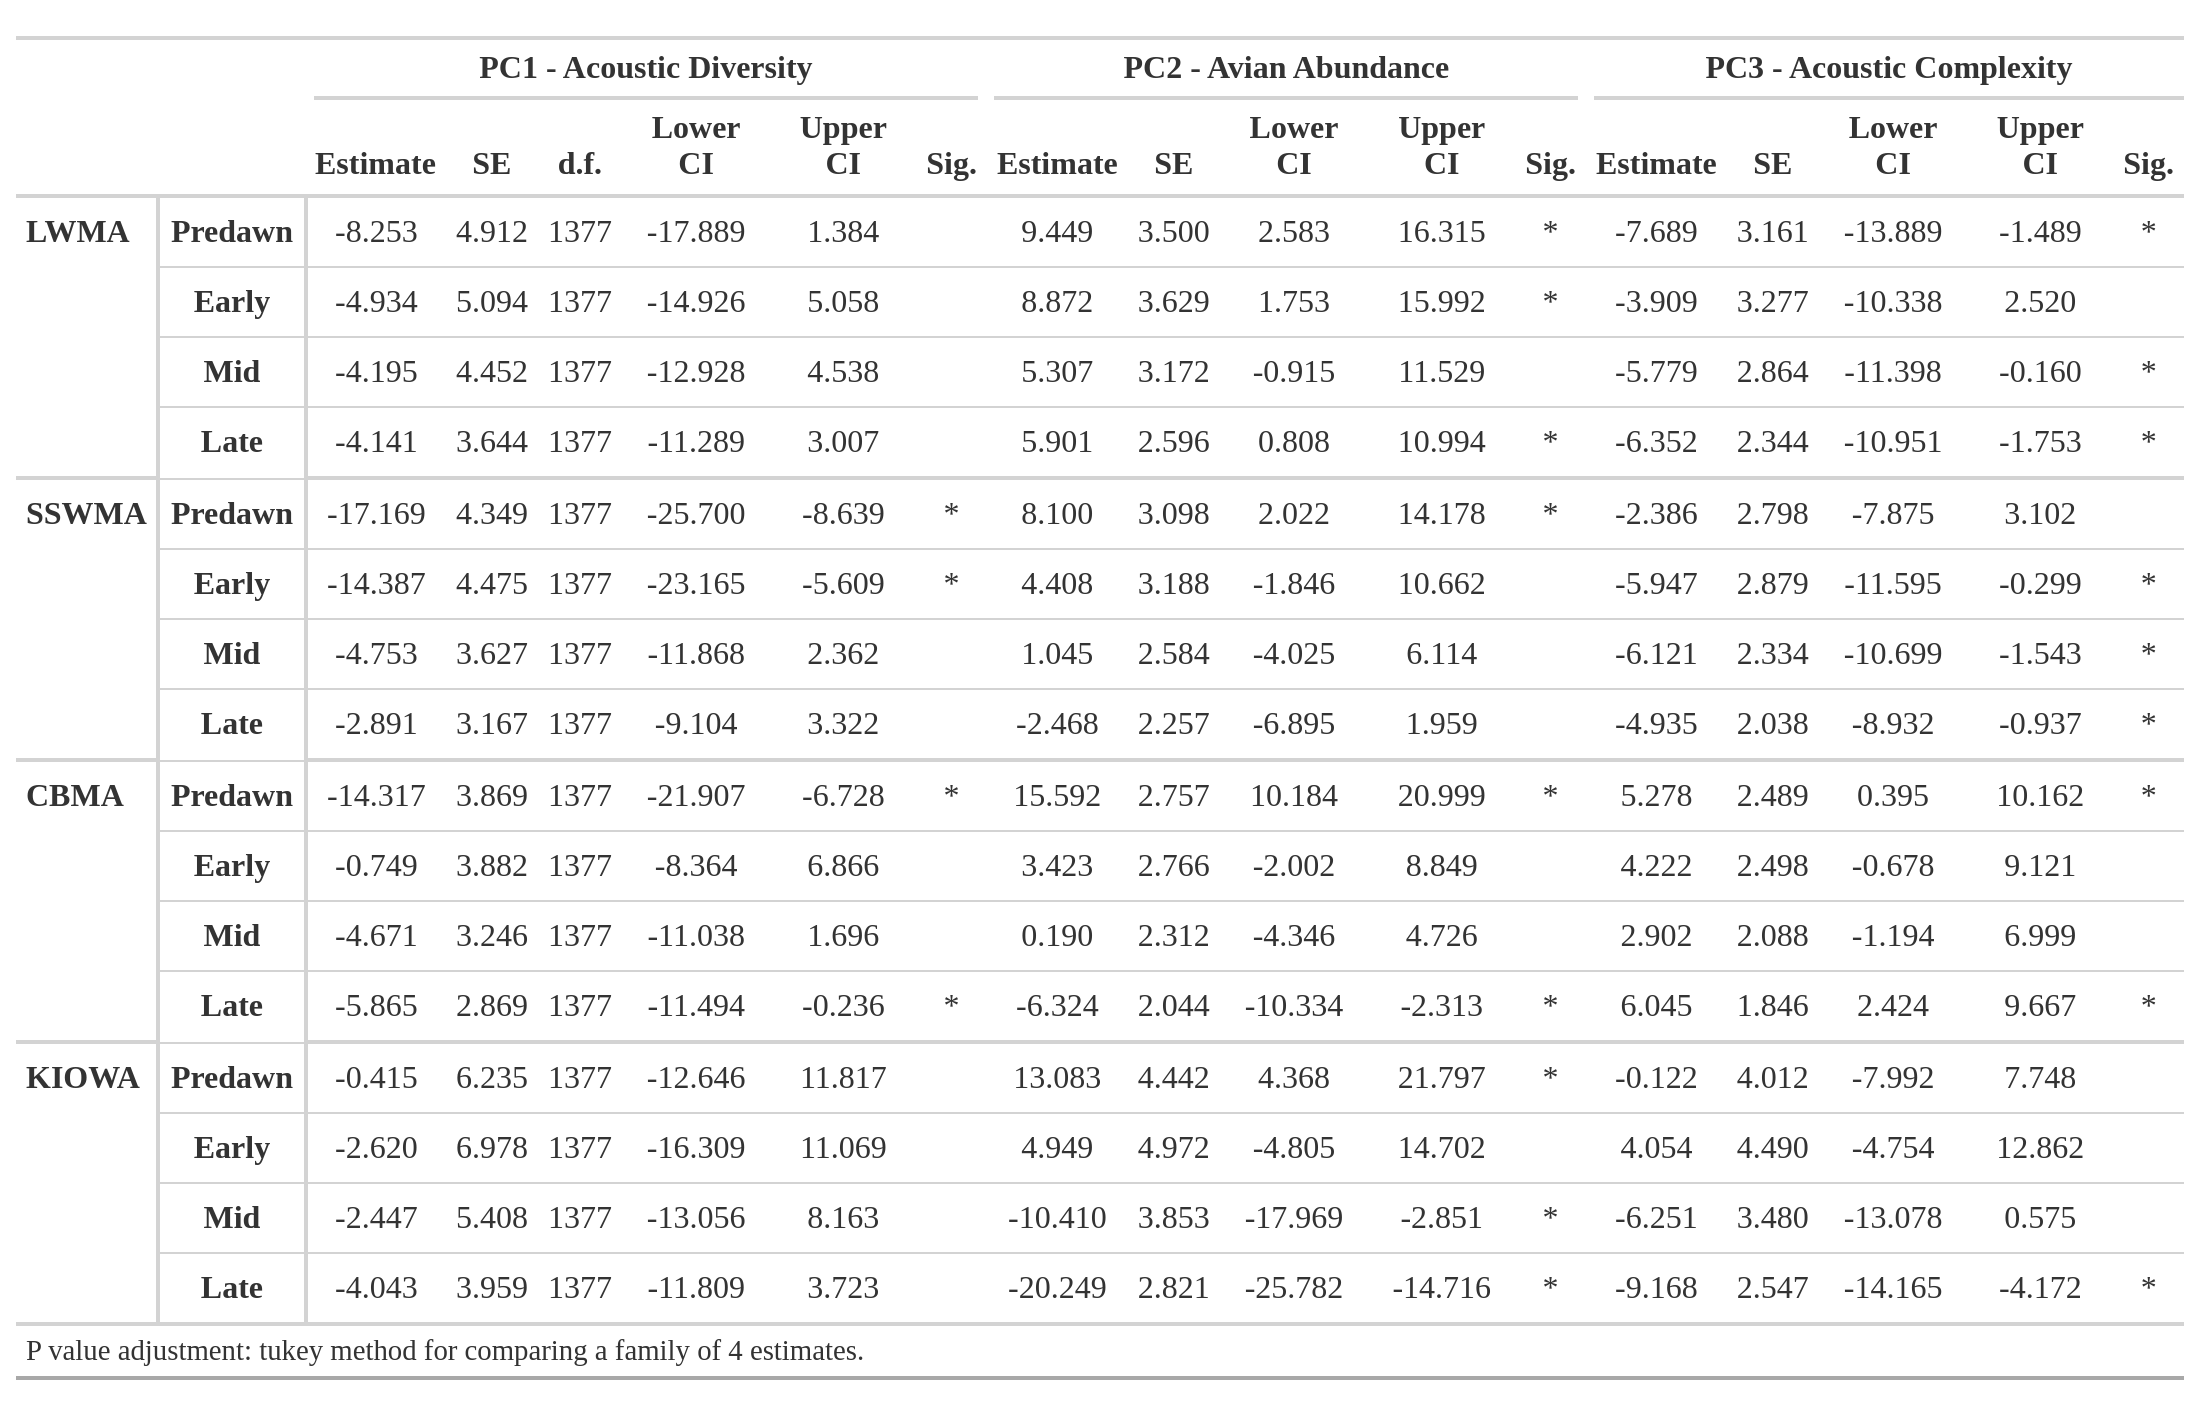 PC1 - Acoustic Diversity PC2 - Avian Abundance PC3 - Acoustic Complexity
Lower Upper Lower Upper Lower Upper
Estimate SE d.f. CI CI Sig. Estimate SE CI CI Sig. Estimate SE CI CI Sig.
LWMA Predawn -8.253 4.912 1377 -17.889 1.384 9.449 3.500 2.583 16.315 * -7.689 3.161 -13.889 -1.489 *
Early -4.934 5.094 1377 -14.926 5.058 8.872 3.629 1.753 15.992 * -3.909 3.277 -10.338 2.520
Mid -4.195 4.452 1377 -12.928 4.538 5.307 3.172 -0.915 11.529 -5.779 2.864 -11.398 -0.160 *
Late -4.141 3.644 1377 -11.289 3.007 5.901 2.596 0.808 10.994 * -6.352 2.344 -10.951 -1.753 *
SSWMA Predawn -17.169 4.349 1377 -25.700 -8.639 * 8.100 3.098 2.022 14.178 * -2.386 2.798 -7.875 3.102
Early -14.387 4.475 1377 -23.165 -5.609 * 4.408 3.188 -1.846 10.662 -5.947 2.879 -11.595 -0.299 *
Mid -4.753 3.627 1377 -11.868 2.362 1.045 2.584 -4.025 6.114 -6.121 2.334 -10.699 -1.543 *
Late -2.891 3.167 1377 -9.104 3.322 -2.468 2.257 -6.895 1.959 -4.935 2.038 -8.932 -0.937 *
CBMA Predawn -14.317 3.869 1377 -21.907 -6.728 * 15.592 2.757 10.184 20.999 * 5.278 2.489 0.395 10.162 *
Early -0.749 3.882 1377 -8.364 6.866 3.423 2.766 -2.002 8.849 4.222 2.498 -0.678 9.121
Mid -4.671 3.246 1377 -11.038 1.696 0.190 2.312 -4.346 4.726 2.902 2.088 -1.194 6.999
Late -5.865 2.869 1377 -11.494 -0.236 * -6.324 2.044 -10.334 -2.313 * 6.045 1.846 2.424 9.667 *
KIOWA Predawn -0.415 6.235 1377 -12.646 11.817 13.083 4.442 4.368 21.797 * -0.122 4.012 -7.992 7.748
Early -2.620 6.978 1377 -16.309 11.069 4.949 4.972 -4.805 14.702 4.054 4.490 -4.754 12.862
Mid -2.447 5.408 1377 -13.056 8.163 -10.410 3.853 -17.969 -2.851 * -6.251 3.480 -13.078 0.575
Late -4.043 3.959 1377 -11.809 3.723 -20.249 2.821 -25.782 -14.716 * -9.168 2.547 -14.165 -4.172 *
P value adjustment: tukey method for comparing a family of 4 estimates.